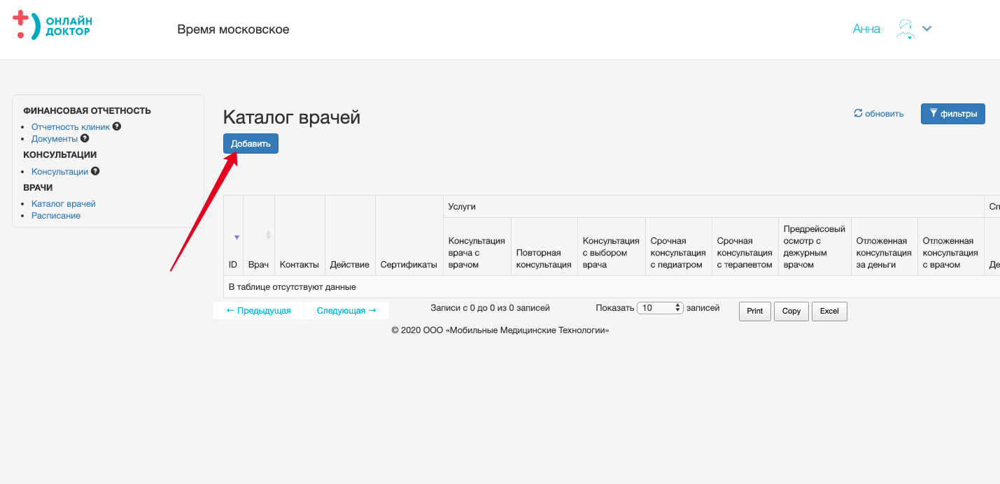 ОНЛАЙН
ДОКТОР
Время московское
Анна
ФИНАНСОВАЯ ОТЧЕТНОСТЬ
Отчетность клиник ?
Документы ?
КОНСУЛЬТАЦИИ
Консультации ?
ВРАЧИ
Каталог врачей
Расписание
Каталог врачей
обновить
фильтры
Добавить
ID
Врач
Контакты
Действие
Сертификаты
Услуги
Консультация
врача с
врачом
Повторная
консультация
Консультация
с выбором
врача
Срочная
консультация
с педиатром
Срочная
консультация
с терапевтом
Предрейсовый
осмотр с
дежурным
врачом
Отложенная
консультация
за деньги
Отложенная
консультация
с врачом
Сп
Де
В таблице отсутствуют данные
← Предыдущая
Следующая →
Записи с 0 до 0 из 0 записей
Показать 10 записей
Print
Copy
Excel
© 2020 ООО «Мобильные Медицинские Технологии»